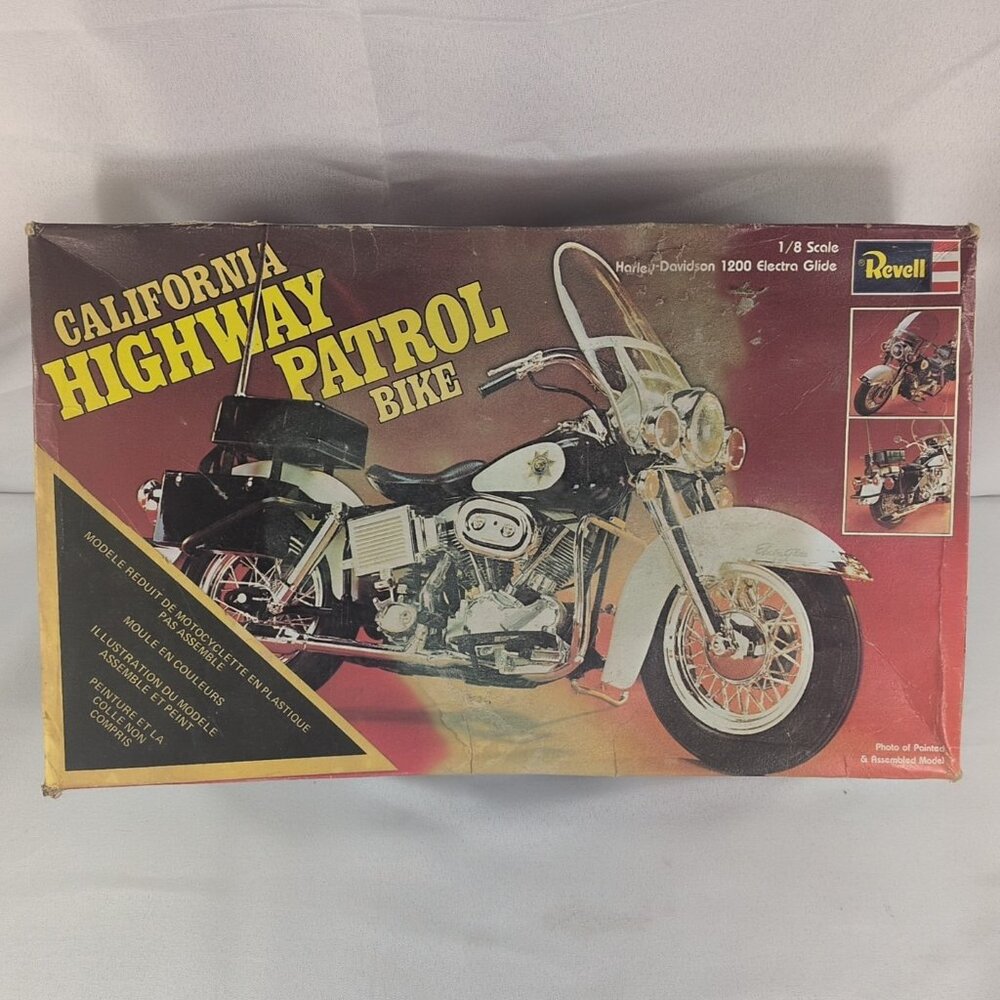 CALIFORNIA
HIGHWAY
PATROL
BIKE
1/8 Scale
Harley-Davidson 1200 Electra Glide
Revell
MODELE REDUIT DE MOTOCYCLETTE EN PLASTIQUE
PAS ASSEMBLE
MOULE EN COULEURS
ILLUSTRATION DU MODELE
ASSEMBLE ET PEINT
PEINTURE ET LA
COLLE NON
COMPRIS
Electra Glide
Photo of Painted
& Assembled Model